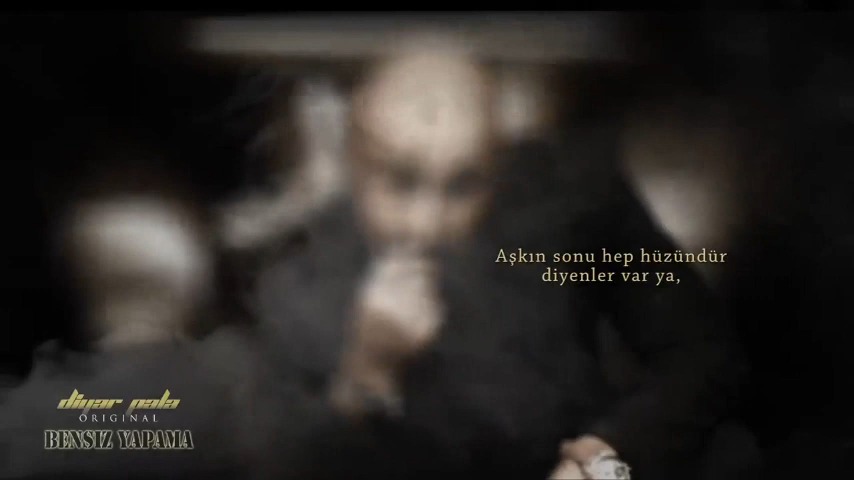 Aşkın sonu hep hüzündür
diyenler var ya,
diyar pala
ORIGINAL
BENSIZ YAPAMA